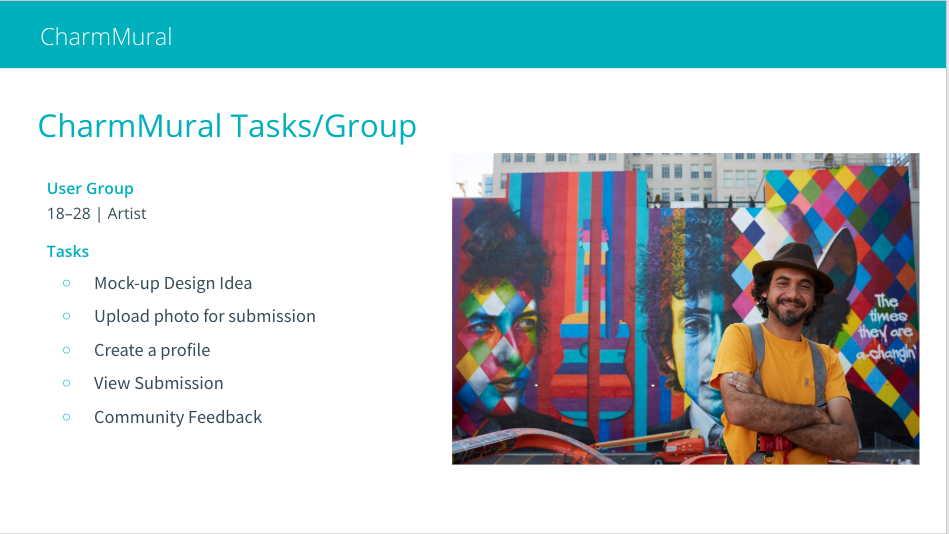 CharmMural
CharmMural Tasks/Group
User Group
18–28 | Artist
Tasks
Mock-up Design Idea
Upload photo for submission
Create a profile
View Submission
Community Feedback
The
times
they are
a-changin'